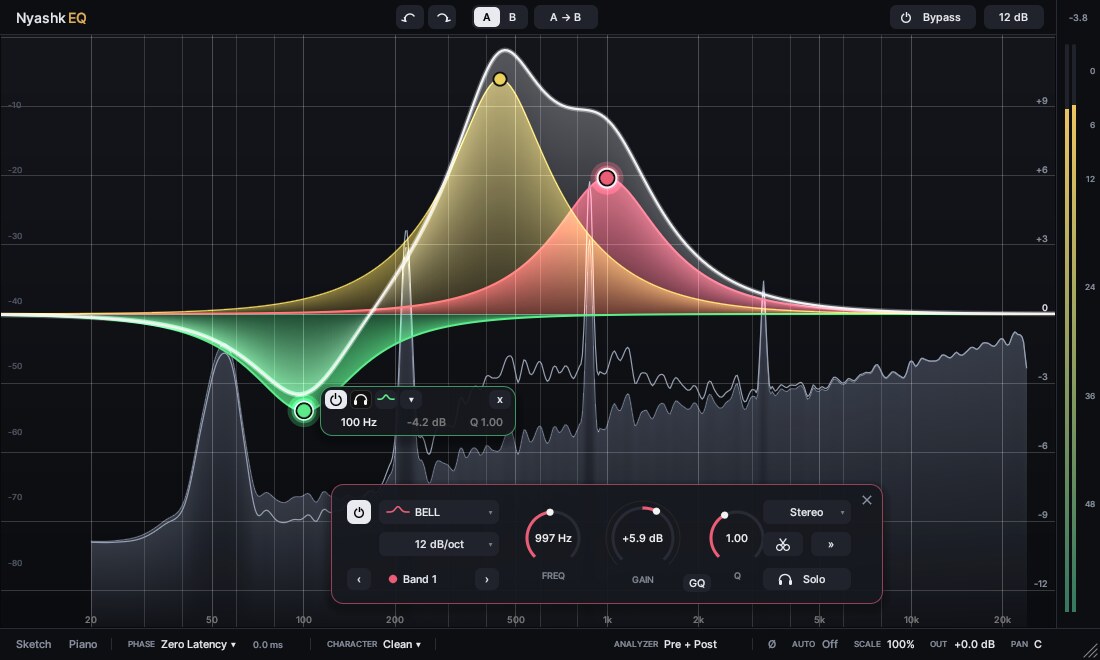 Nyashk EQ A B A → B Bypass 12 dB -3.8
0
-10 +9
6
-20 +6 12
-30 +3
24
-40 0
-50 -3
36
x
100 Hz -4.2 dB Q 1.00
-60 -6
-70
48
BELL Stereo
-9
12 dB/oct 997 Hz +5.9 dB 1.00 »
-80
‹ Band 1 › FREQ GAIN GQ Q Solo
-12
20 50 100 200 500 1k 2k 5k 10k 20k
Sketch Piano PHASE Zero Latency 0.0 ms CHARACTER Clean ANALYZER Pre + Post Ø AUTO Off SCALE 100% OUT +0.0 dB PAN C